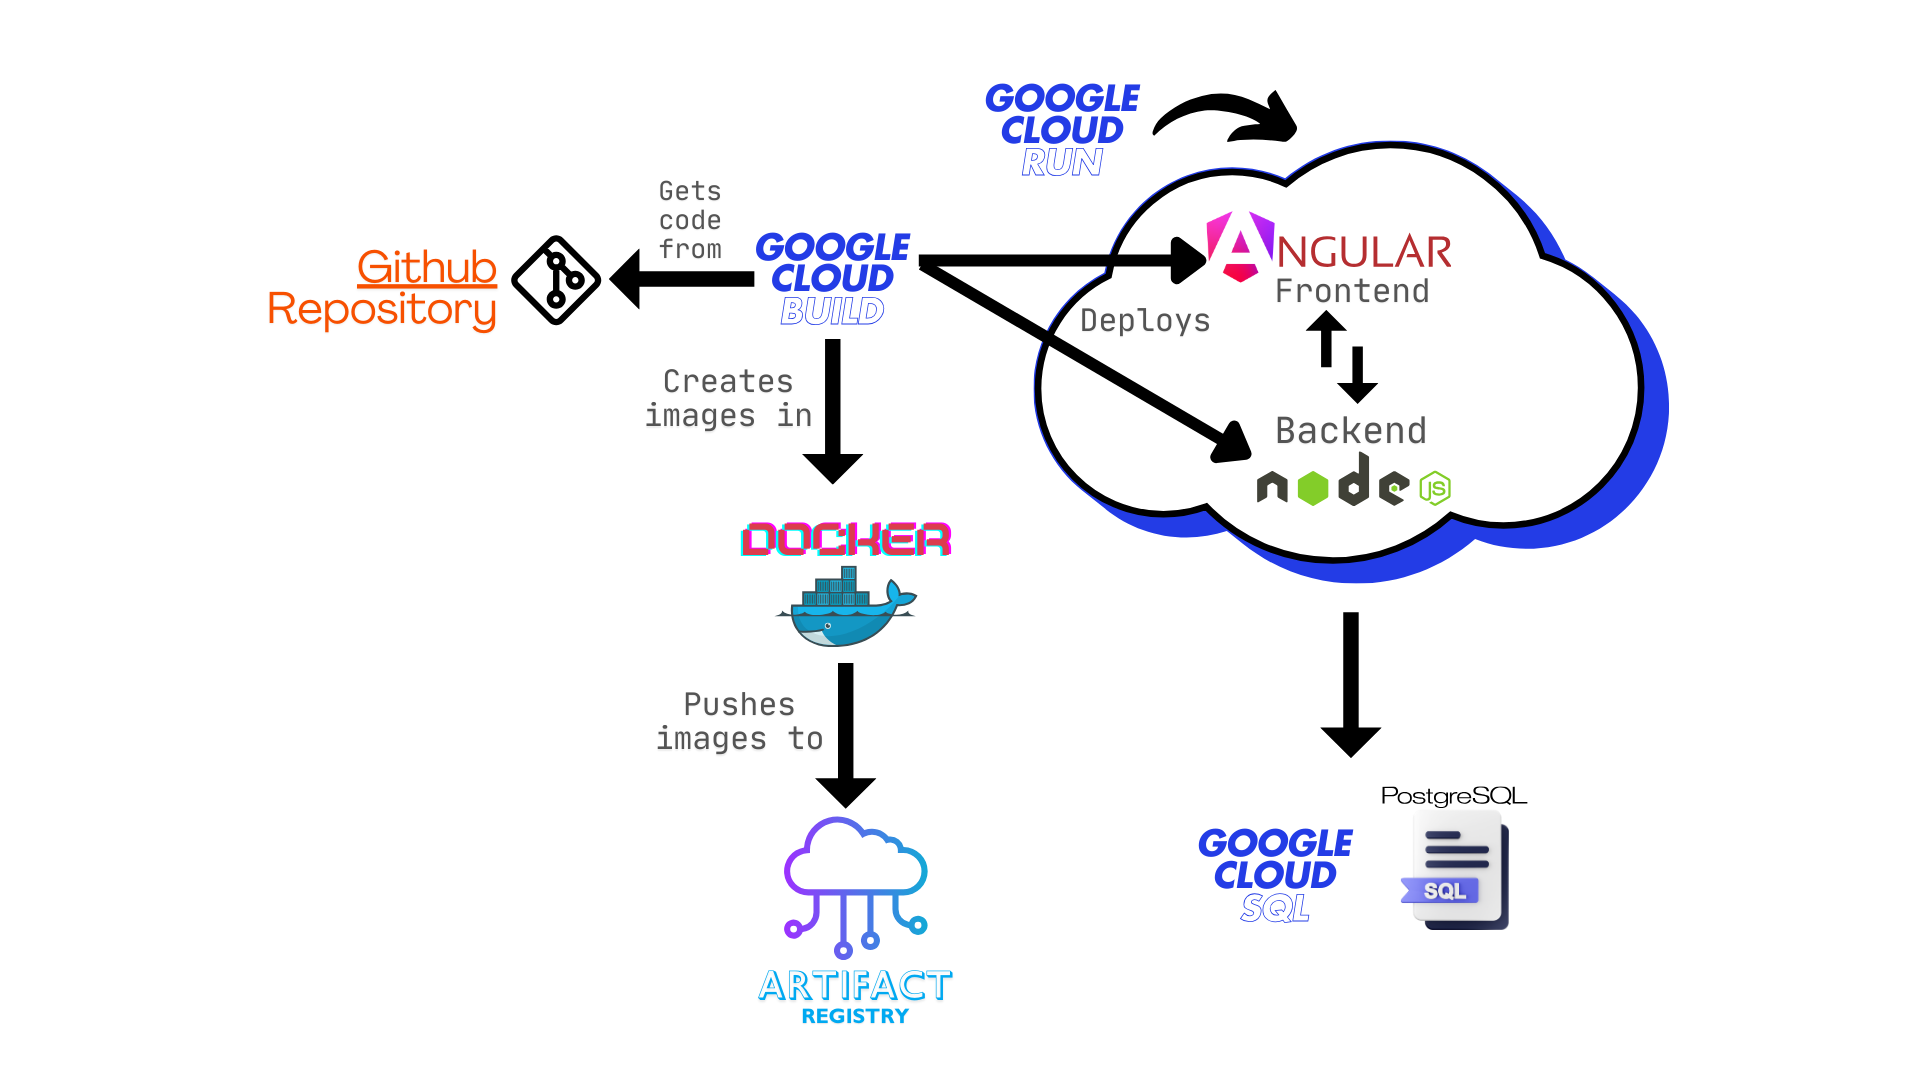 GOOGLE
CLOUD
RUN
Gets
code
from
Github
Repository
GOOGLE
CLOUD
BUILD
ANGULAR
Frontend
Deploys
Creates
images in
Backend
node
JS
DOCKER
Pushes
images to
PostgreSQL
GOOGLE
CLOUD
SQL
SQL
ARTIFACT
REGISTRY